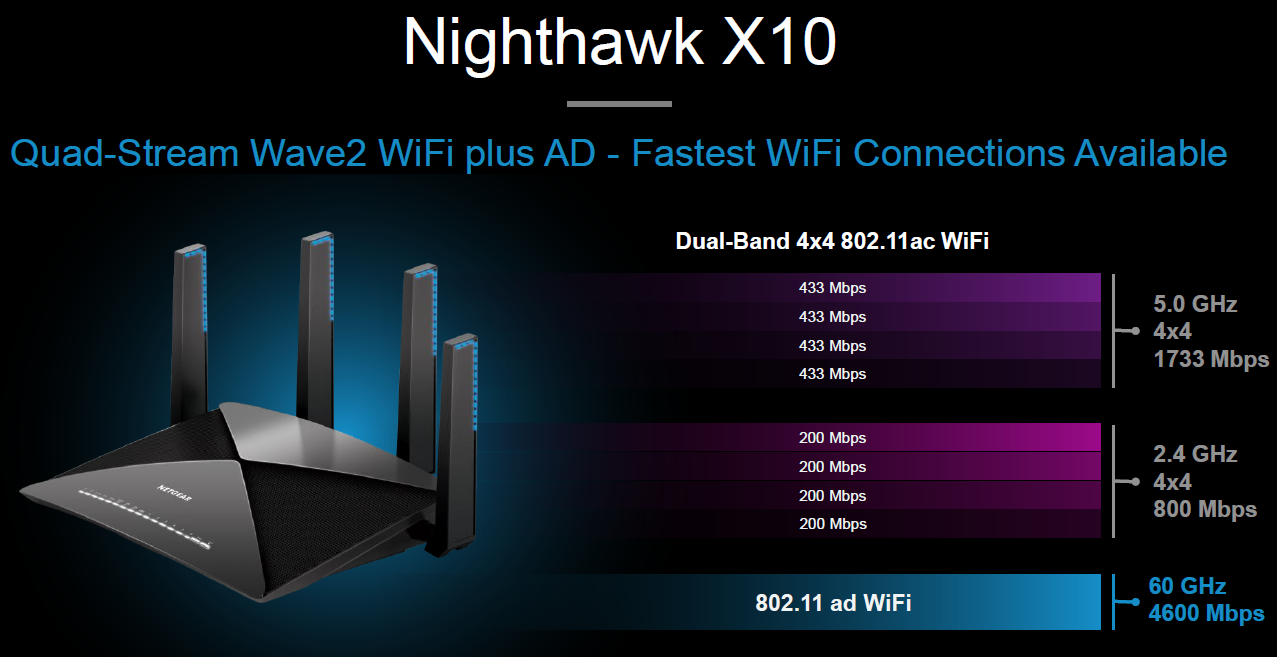 Nighthawk X10
Quad-Stream Wave2 WiFi plus AD - Fastest WiFi Connections Available
Dual-Band 4x4 802.11ac WiFi
433 Mbps
433 Mbps
433 Mbps
433 Mbps
5.0 GHz
4x4
1733 Mbps
200 Mbps
200 Mbps
200 Mbps
200 Mbps
2.4 GHz
4x4
800 Mbps
802.11 ad WiFi
60 GHz
4600 Mbps
NETGEAR